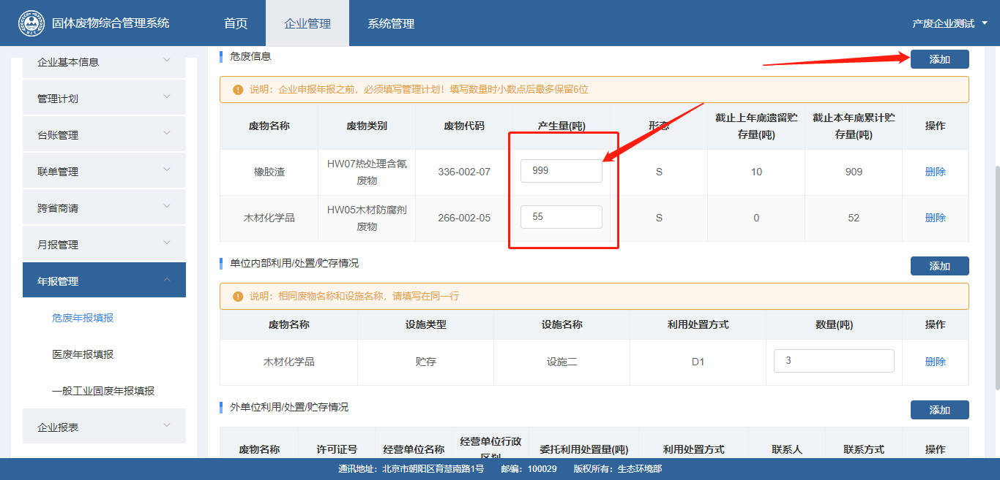 固体废物综合管理系统
首页
企业管理
系统管理
产废企业测试
企业基本信息
管理计划
台账管理
联单管理
跨省商请
月报管理
年报管理
危废年报填报
医废年报填报
一般工业固废年报填报
企业报表
危废信息
添加
说明：企业申报年报之前，必须填写管理计划！填写数量时小数点后最多保留6位
废物名称 废物类别 废物代码 产生量(吨) 形态 截止上年底遗留贮存量(吨) 截止本年底累计贮存量(吨) 操作
橡胶渣 HW07热处理含氰废物 336-002-07 999 S 10 909 删除
木材化学品 HW05木材防腐剂废物 266-002-05 55 S 0 52 删除
单位内部利用/处置/贮存情况
添加
说明：相同废物名称和设施名称，请填写在同一行
废物名称 设施类型 设施名称 利用处置方式 数量(吨) 操作
木材化学品 贮存 设施二 D1 3 删除
外单位利用/处置/贮存情况
添加
废物名称 许可证号 经营单位名称 经营单位行政区划 委托利用处置量(吨) 利用处置方式 联系人 联系方式 操作
通讯地址：北京市朝阳区育慧南路1号 邮编：100029 版权所有：生态环境部